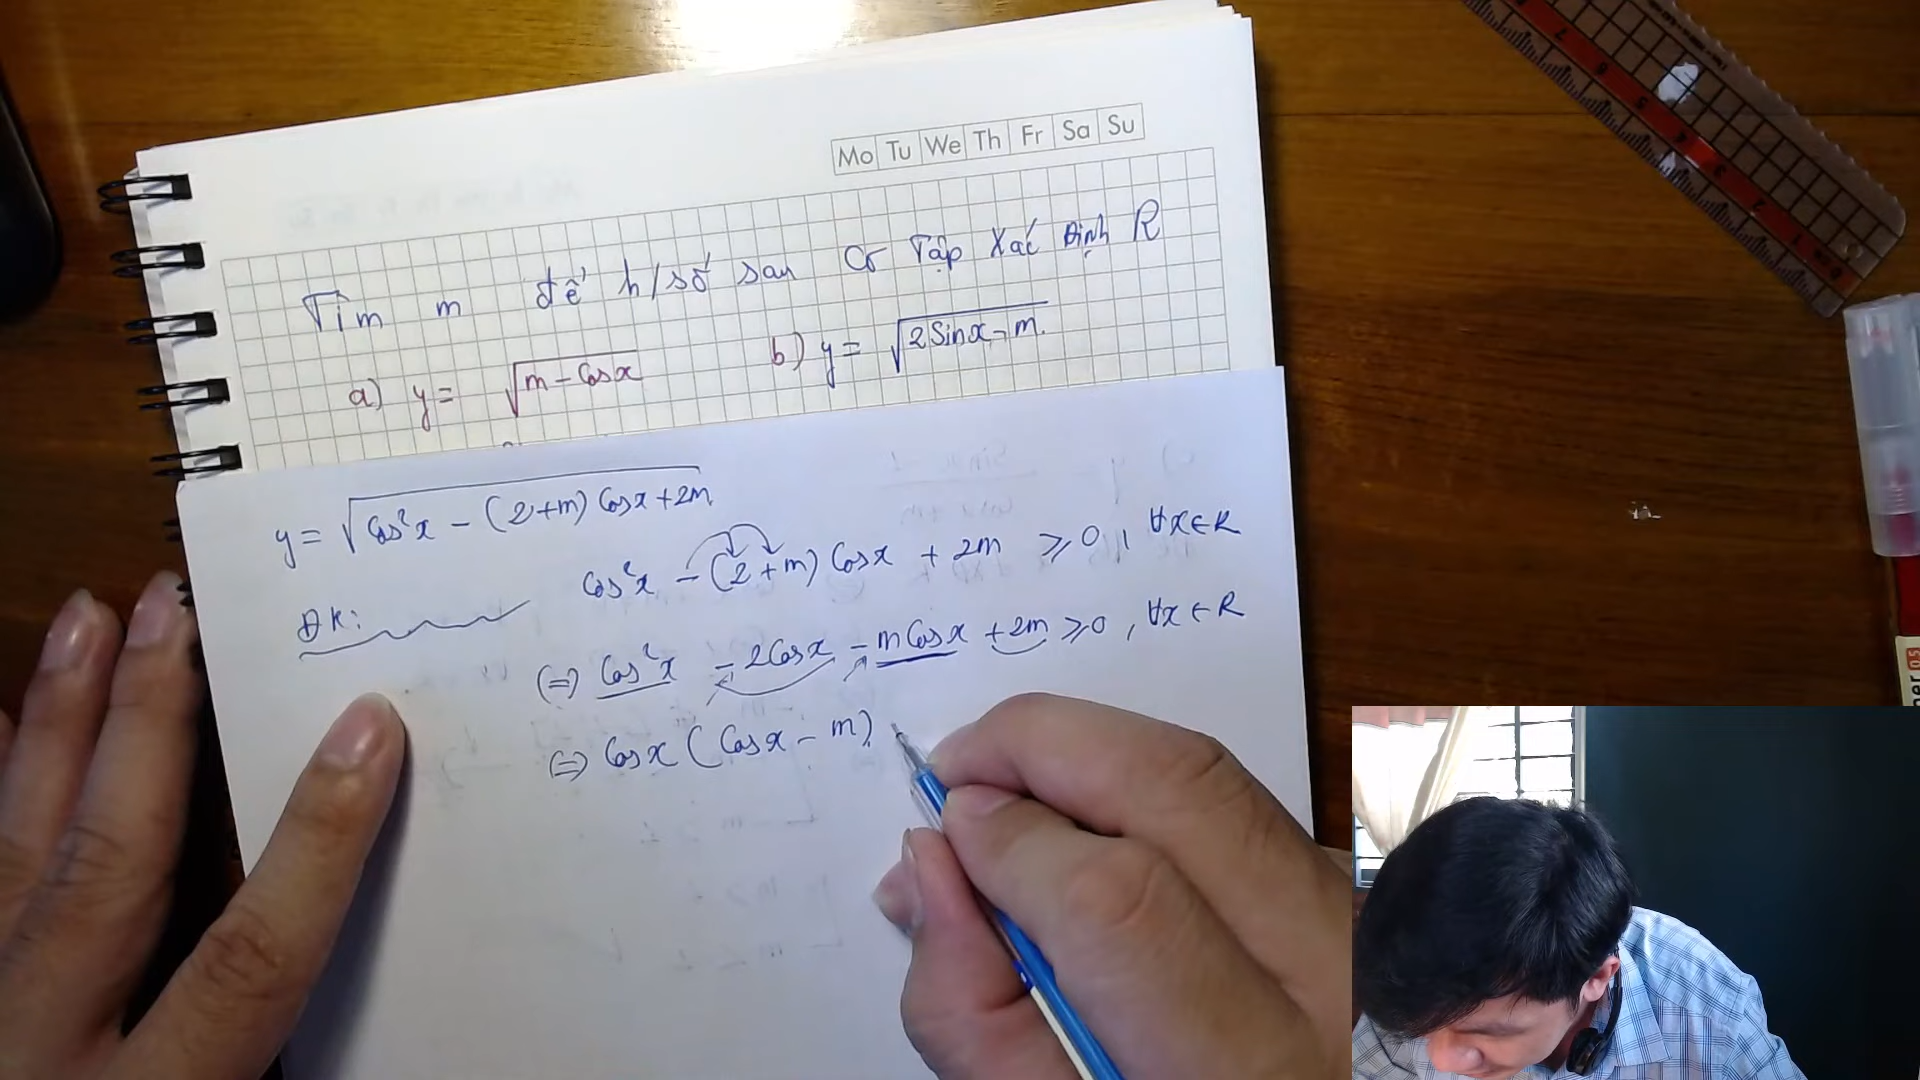 Mo Tu We Th Fr Sa Su
Tìm m để h/số sau Có Tập Xác Định R
a) y = √(m - Cosx) b) y = √(2Sinx - m)
y = √(Cos²x - (2+m) Cosx + 2m)
Cos²x - (2+m) Cosx + 2m ⩾ 0, ∀x∈R
ĐK:
(=) Cos²x - 2Cosx - mCosx + 2m ⩾ 0, ∀x∈R
(=) Cosx (Cosx - m)